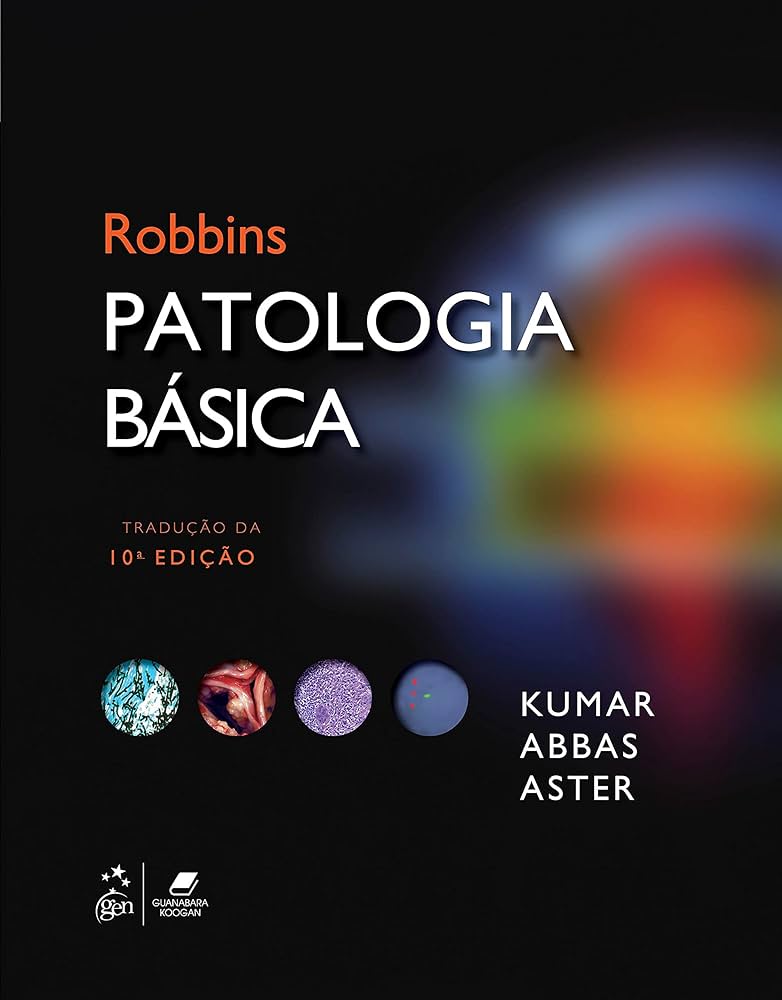 Robbins
PATOLOGIA
BÁSICA
TRADUÇÃO DA
10ª EDIÇÃO
KUMAR
ABBAS
ASTER
gen
GUANABARA
KOOGAN